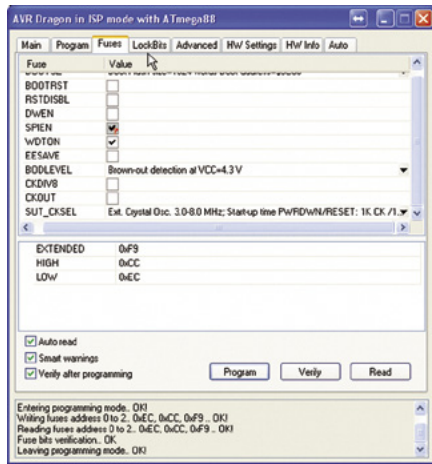 AVR Dragon in ISP mode with ATmega88
Main Program Fuses LockBits Advanced HW Settings HW Info Auto
Fuse Value
BOOTRST
RSTDISBL
DWEN
SPIEN
WDTON
EESAVE
BODLEVEL Brown-out detection at VCC=4.3 V
CKDIV8
CKOUT
SUT_CKSEL Ext. Crystal Osc. 3.0-8.0 MHz; Start-up time PWRDWN/RESET: 1K CK /1...
EXTENDED 0xF9
HIGH 0xCC
LOW 0xEC
Auto read
Smart warnings
Verify after programming
Program Verify Read
Entering programming mode.. OK!
Writing fuses address 0 to 2.. 0xEC, 0xCC, 0xF9 .. OK!
Reading fuses address 0 to 2.. 0xEC, 0xCC, 0xF9 .. OK!
Fuse bits verification.. OK
Leaving programming mode.. OK!